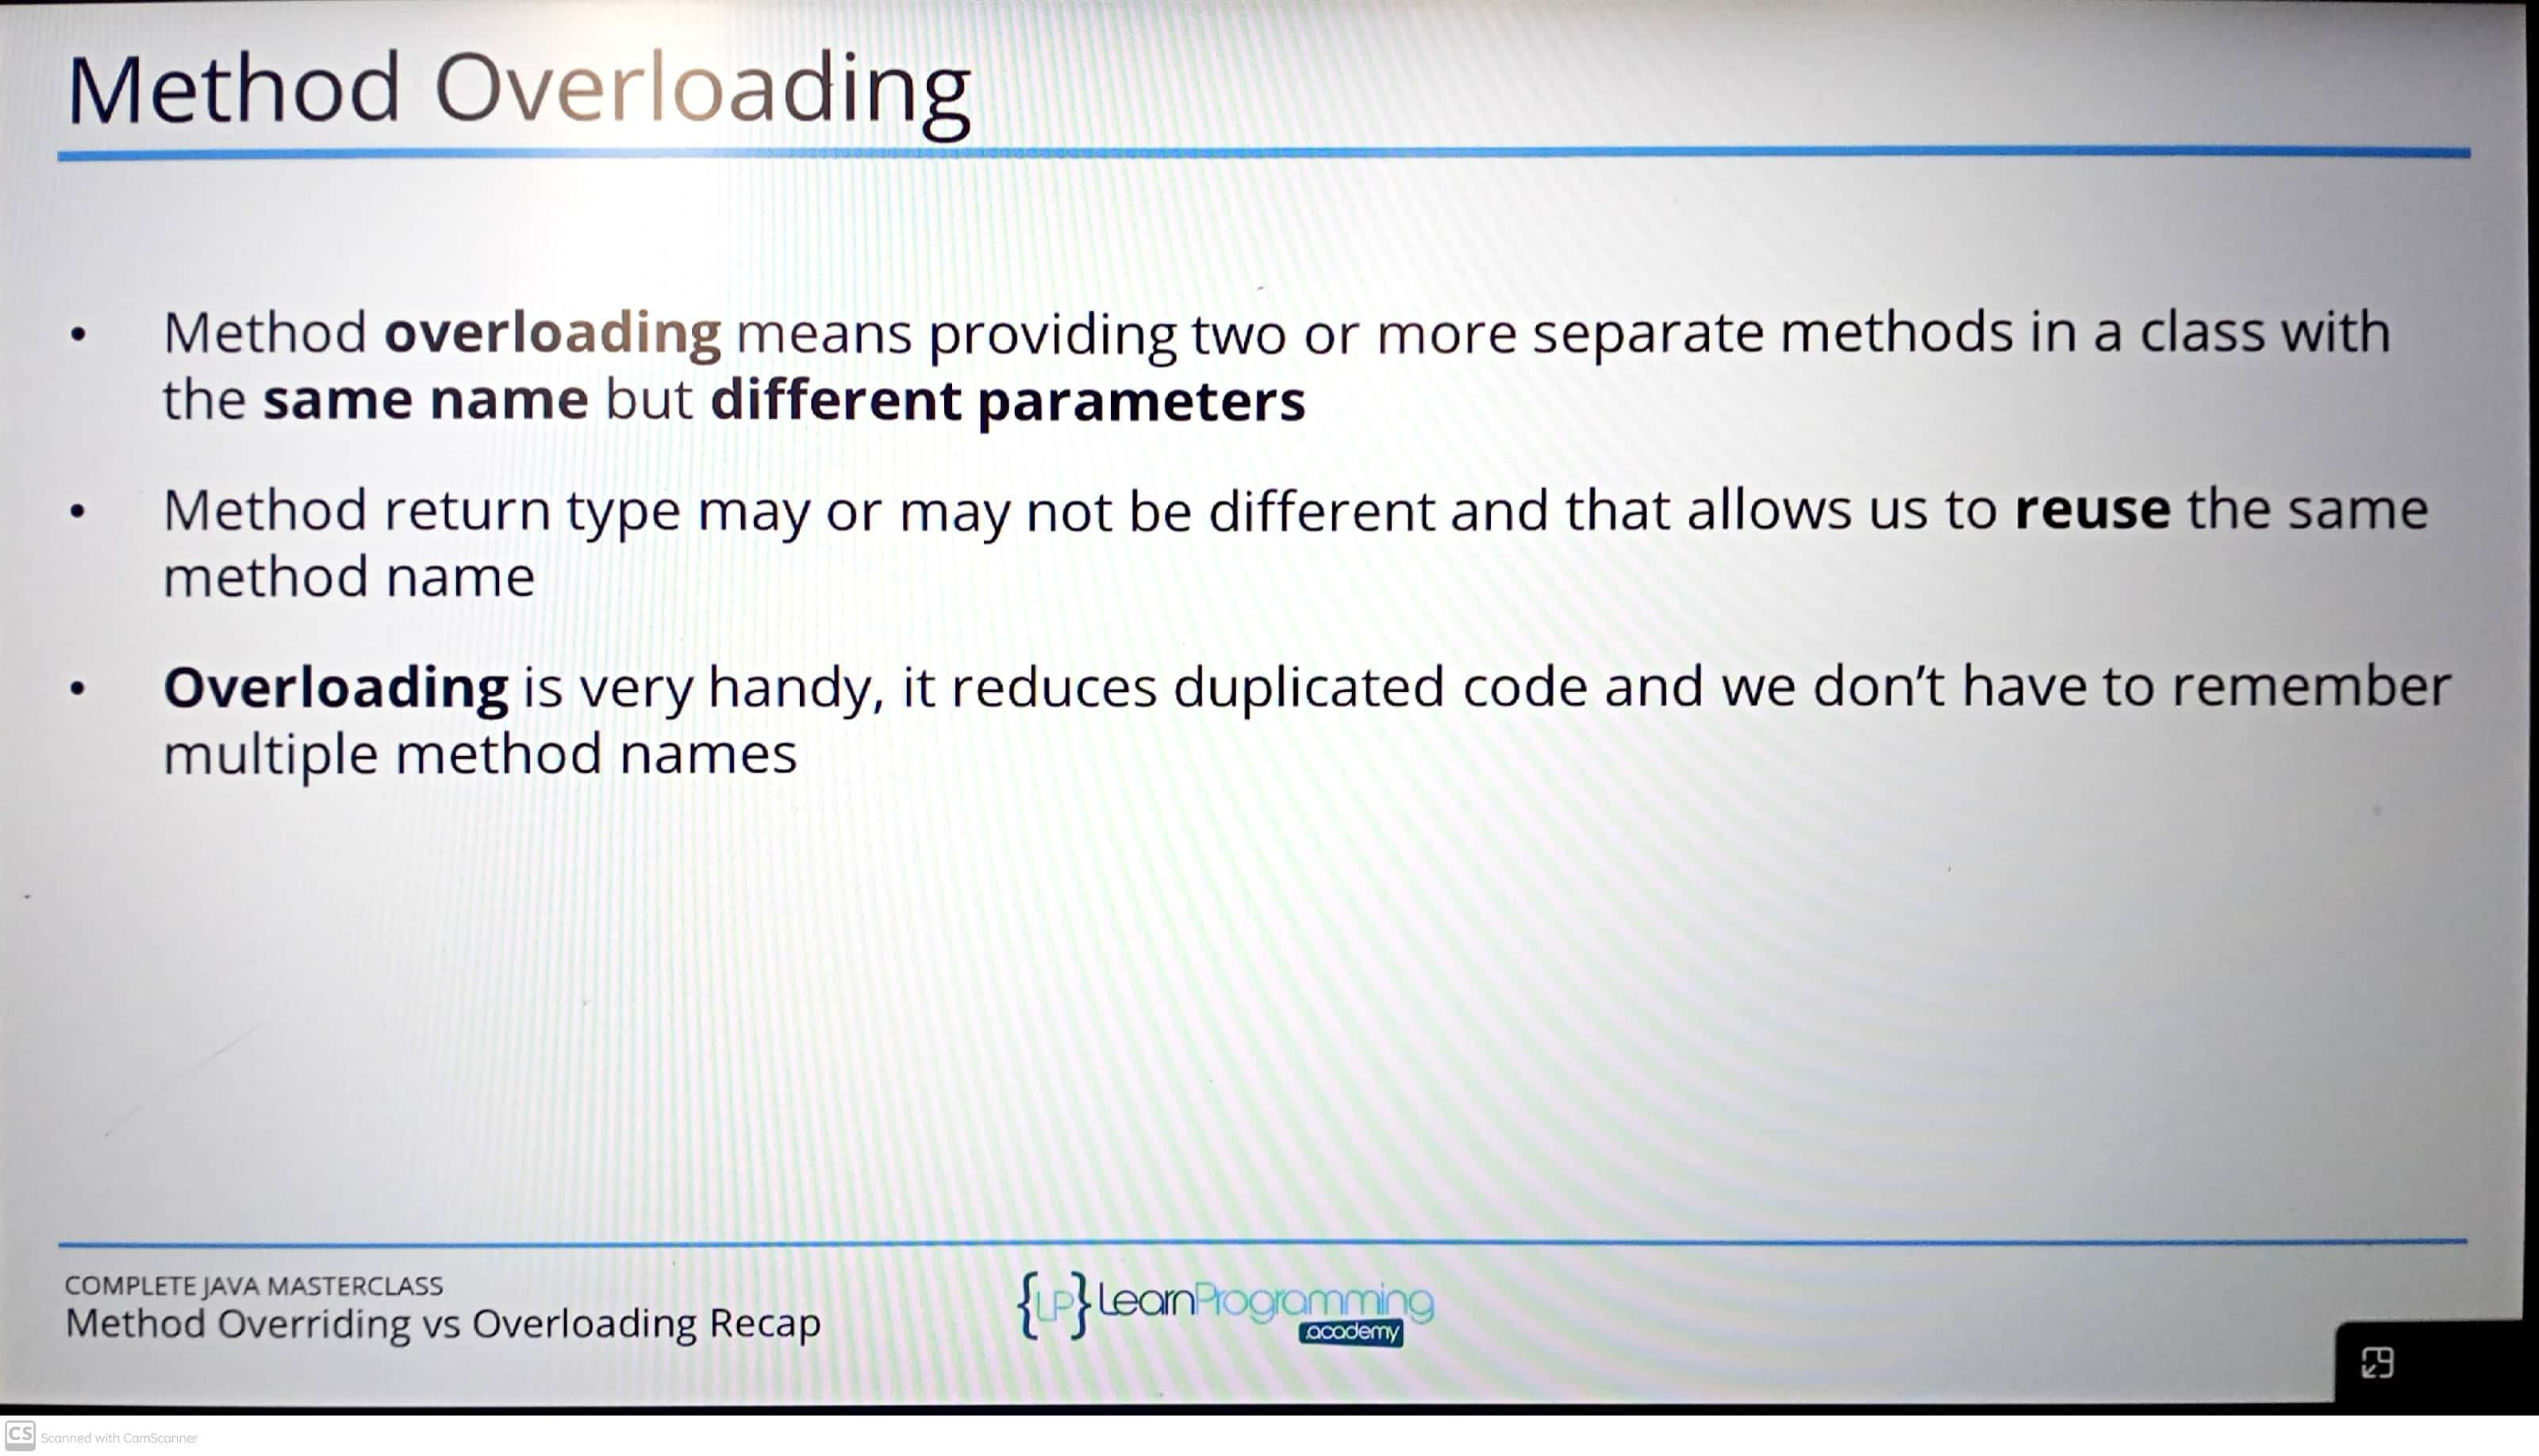 Method Overloading
• Method overloading means providing two or more separate methods in a class with
the same name but different parameters
• Method return type may or may not be different and that allows us to reuse the same
method name
• Overloading is very handy, it reduces duplicated code and we don’t have to remember
multiple method names
COMPLETE JAVA MASTERCLASS
Method Overriding vs Overloading Recap
{LP} LearnProgramming
academy
CS Scanned with CamScanner